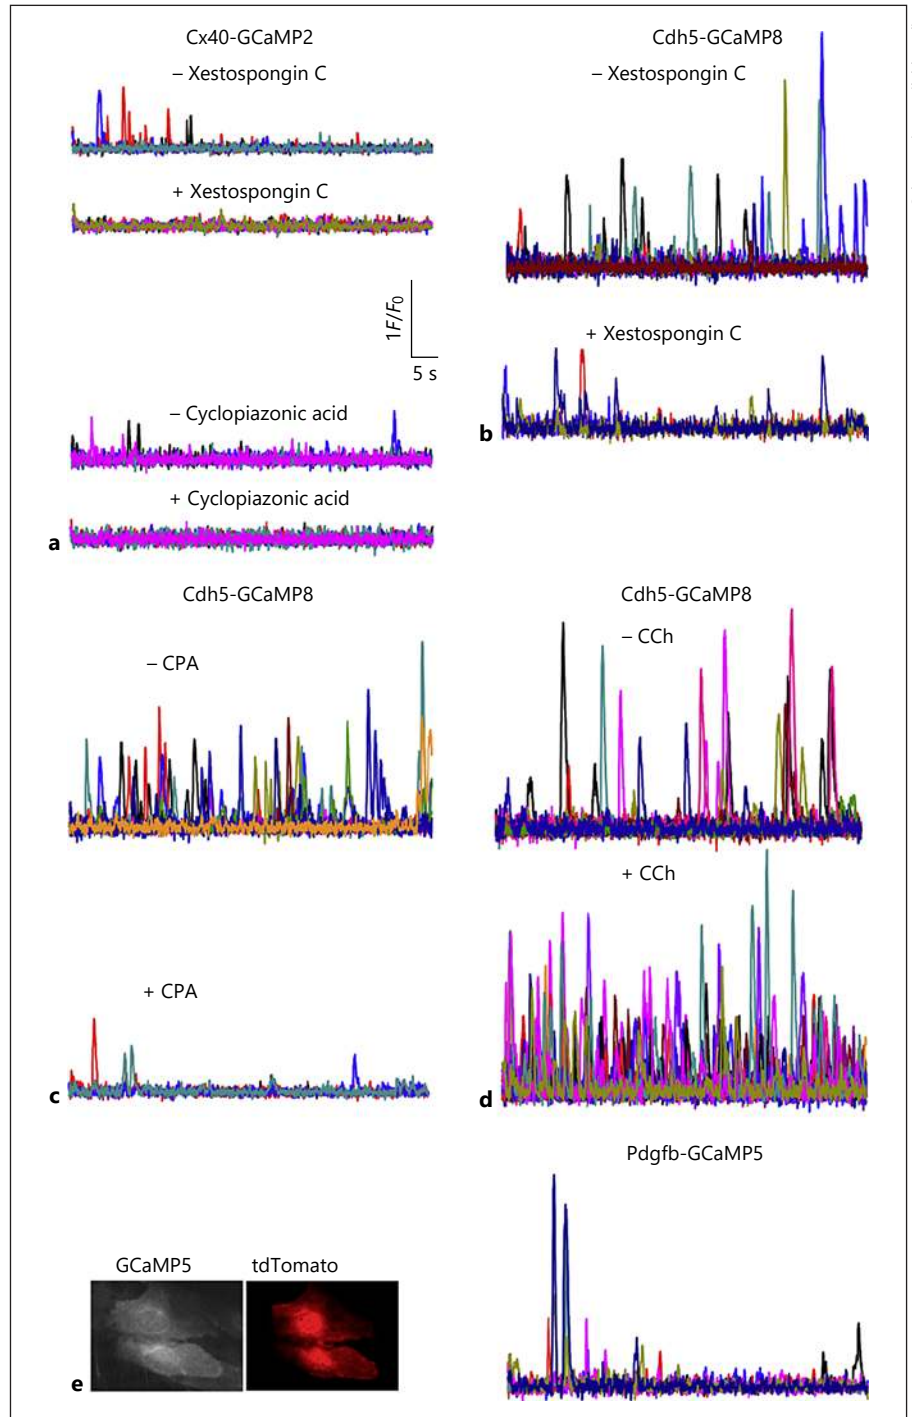 Cx40-GCaMP2
– Xestospongin C
+ Xestospongin C
1F/F0
5 s
– Cyclopiazonic acid
+ Cyclopiazonic acid
a
Cdh5-GCaMP8
– Xestospongin C
+ Xestospongin C
b
Cdh5-GCaMP8
– CPA
+ CPA
c
Cdh5-GCaMP8
– CCh
+ CCh
d
Pdgfb-GCaMP5
GCaMP5 tdTomato
e